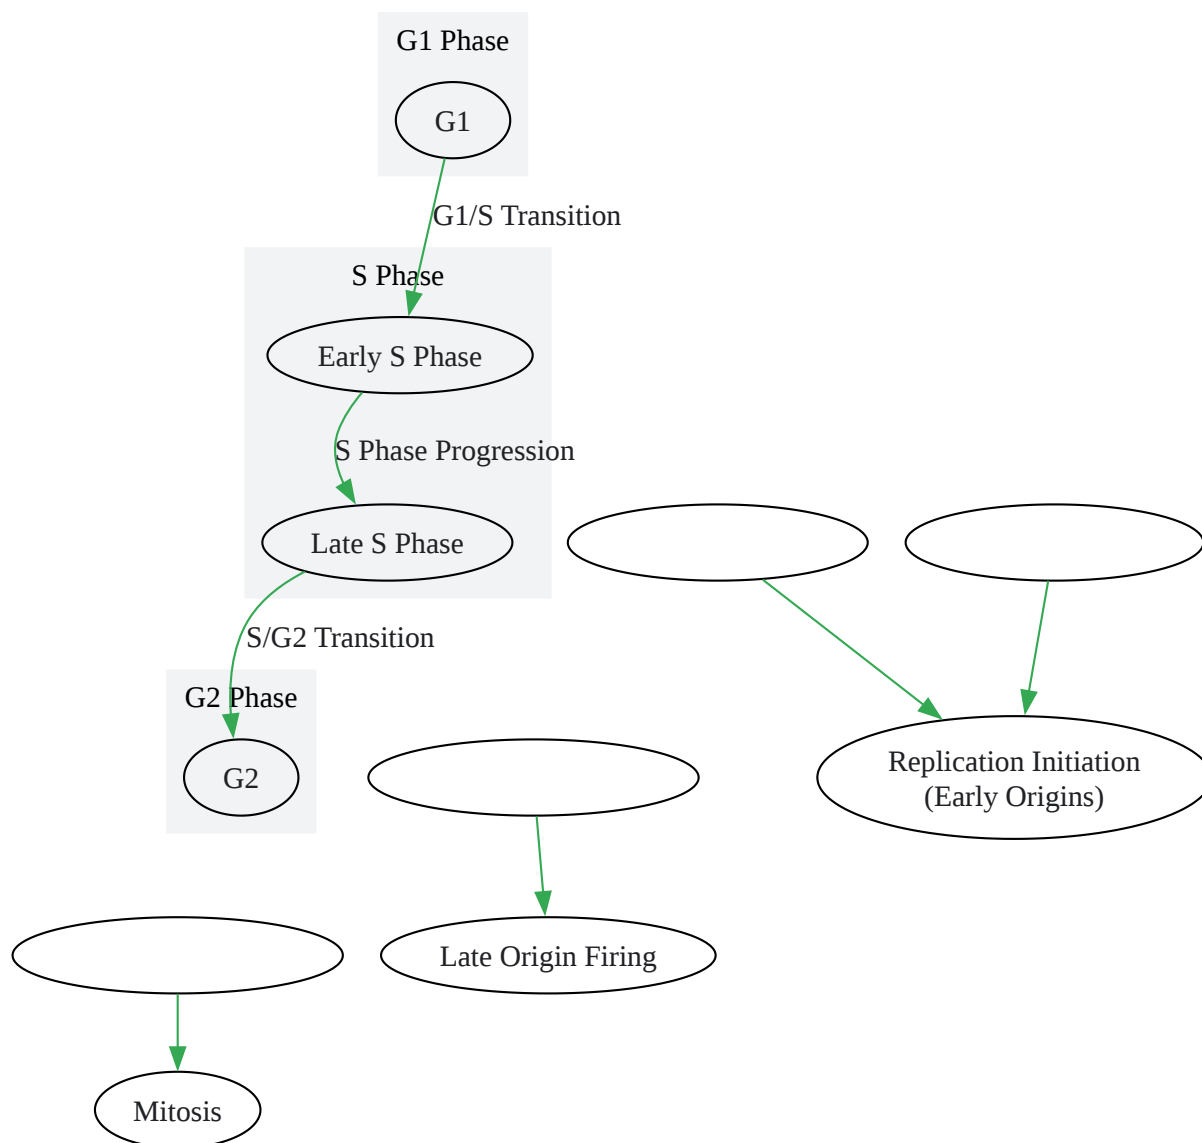 G1 Phase
G1
G1/S Transition
S Phase
Early S Phase
S Phase Progression
Late S Phase
S/G2 Transition
G2 Phase
G2
Replication Initiation
(Early Origins)
Late Origin Firing
Mitosis